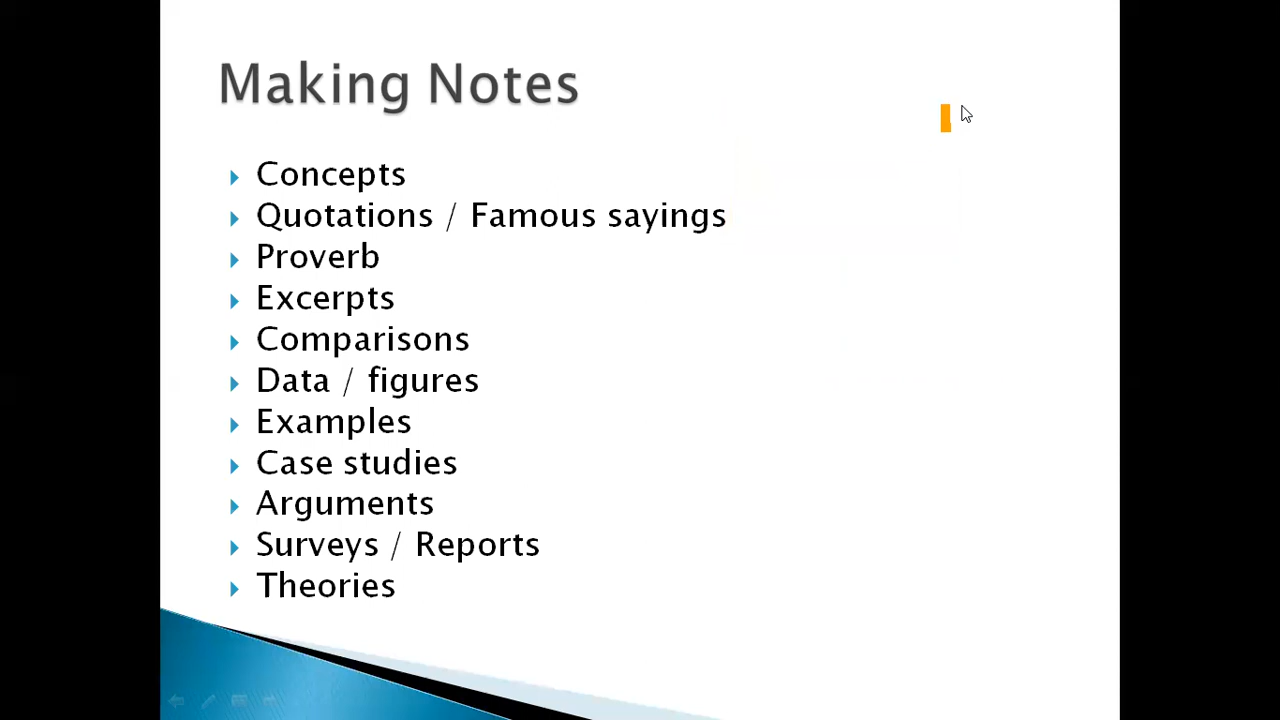 Making Notes
Concepts
Quotations / Famous sayings
Proverb
Excerpts
Comparisons
Data / figures
Examples
Case studies
Arguments
Surveys / Reports
Theories